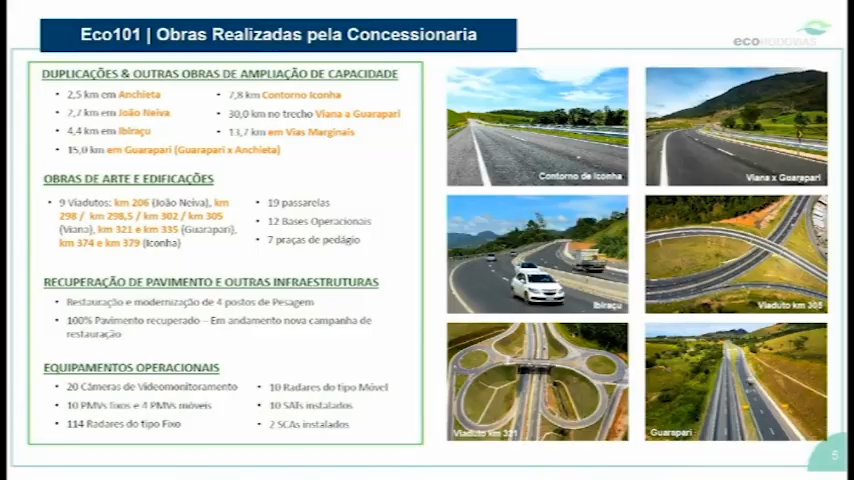 Eco101 | Obras Realizadas pela Concessionaria
ecoRODOVIAS
DUPLICAÇÕES & OUTRAS OBRAS DE AMPLIAÇÃO DE CAPACIDADE
• 2,5 km em Anchieta
• 7,7 km em João Neiva
• 4,4 km em Ibiraçu
• 15,0 km em Guarapari (Guarapari x Anchieta)
• 7,8 km Contorno Iconha
• 30,0 km no trecho Viana a Guarapari
• 13,7 km em Vias Marginais
OBRAS DE ARTE E EDIFICAÇÕES
• 9 Viadutos: km 206 (João Neiva), km
298 / km 298,5 / km 302 / km 305
(Viana), km 321 e km 335 (Guarapari),
km 374 e km 379 (Iconha)
• 19 passarelas
• 12 Bases Operacionais
• 7 praças de pedágio
RECUPERAÇÃO DE PAVIMENTO E OUTRAS INFRAESTRUTURAS
• Restauração e modernização de 4 postos de Pesagem
• 100% Pavimento recuperado – Em andamento nova campanha de
restauração
EQUIPAMENTOS OPERACIONAIS
• 20 Câmeras de Videomonitoramento
• 10 PMVs fixos e 4 PMVs móveis
• 114 Radares do tipo Fixo
• 10 Radares do tipo Móvel
• 10 SATs instalados
• 2 SCAs instalados
Contorno de Iconha
Viana x Guarapari
Ibiraçu
Viaduto km 305
Viaduto km 321
Guarapari
5